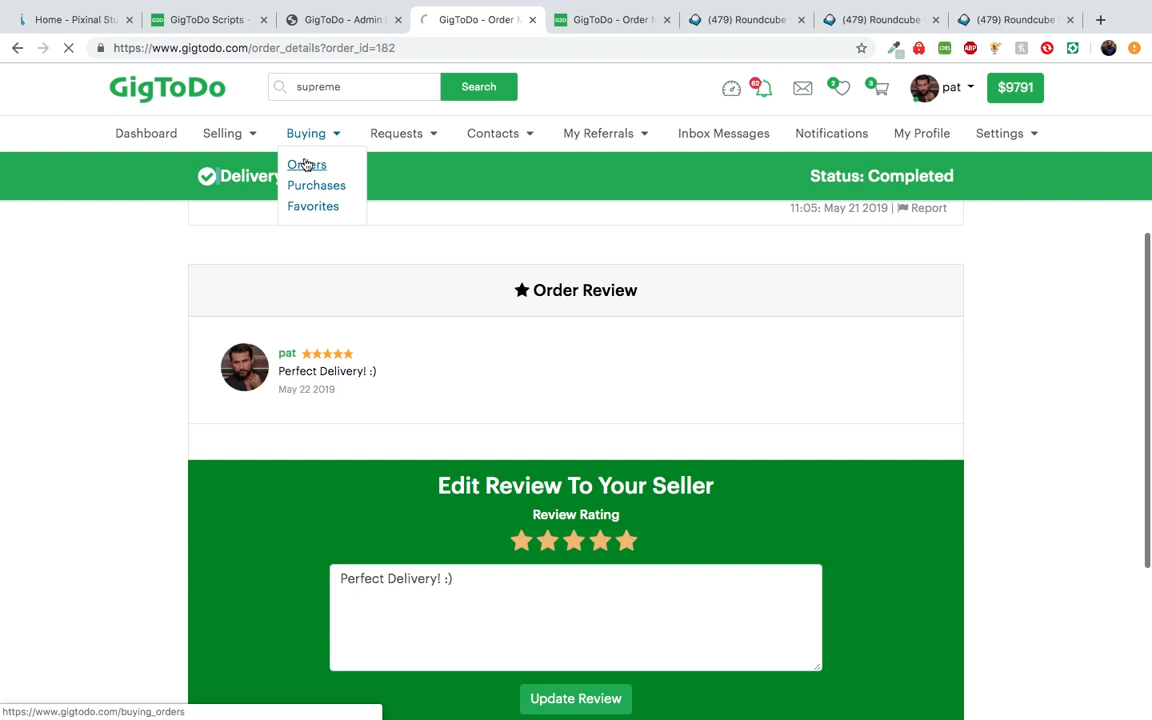 Home - Pixinal Stu
GigToDo Scripts -
GigToDo - Admin
GigToDo - Order M
GigToDo - Order M
(479) Roundcube
(479) Roundcube
(479) Roundcube
https://www.gigtodo.com/order_details?order_id=182
GigToDo
supreme
Search
62
2
3
pat
$9791
Dashboard
Selling
Buying
Requests
Contacts
My Referrals
Inbox Messages
Notifications
My Profile
Settings
Orders
Purchases
Favorites
Delivery
Status: Completed
11:05: May 21 2019 | Report
Order Review
pat
Perfect Delivery! :)
May 22 2019
Edit Review To Your Seller
Review Rating
Perfect Delivery! :)
Update Review
https://www.gigtodo.com/buying_orders